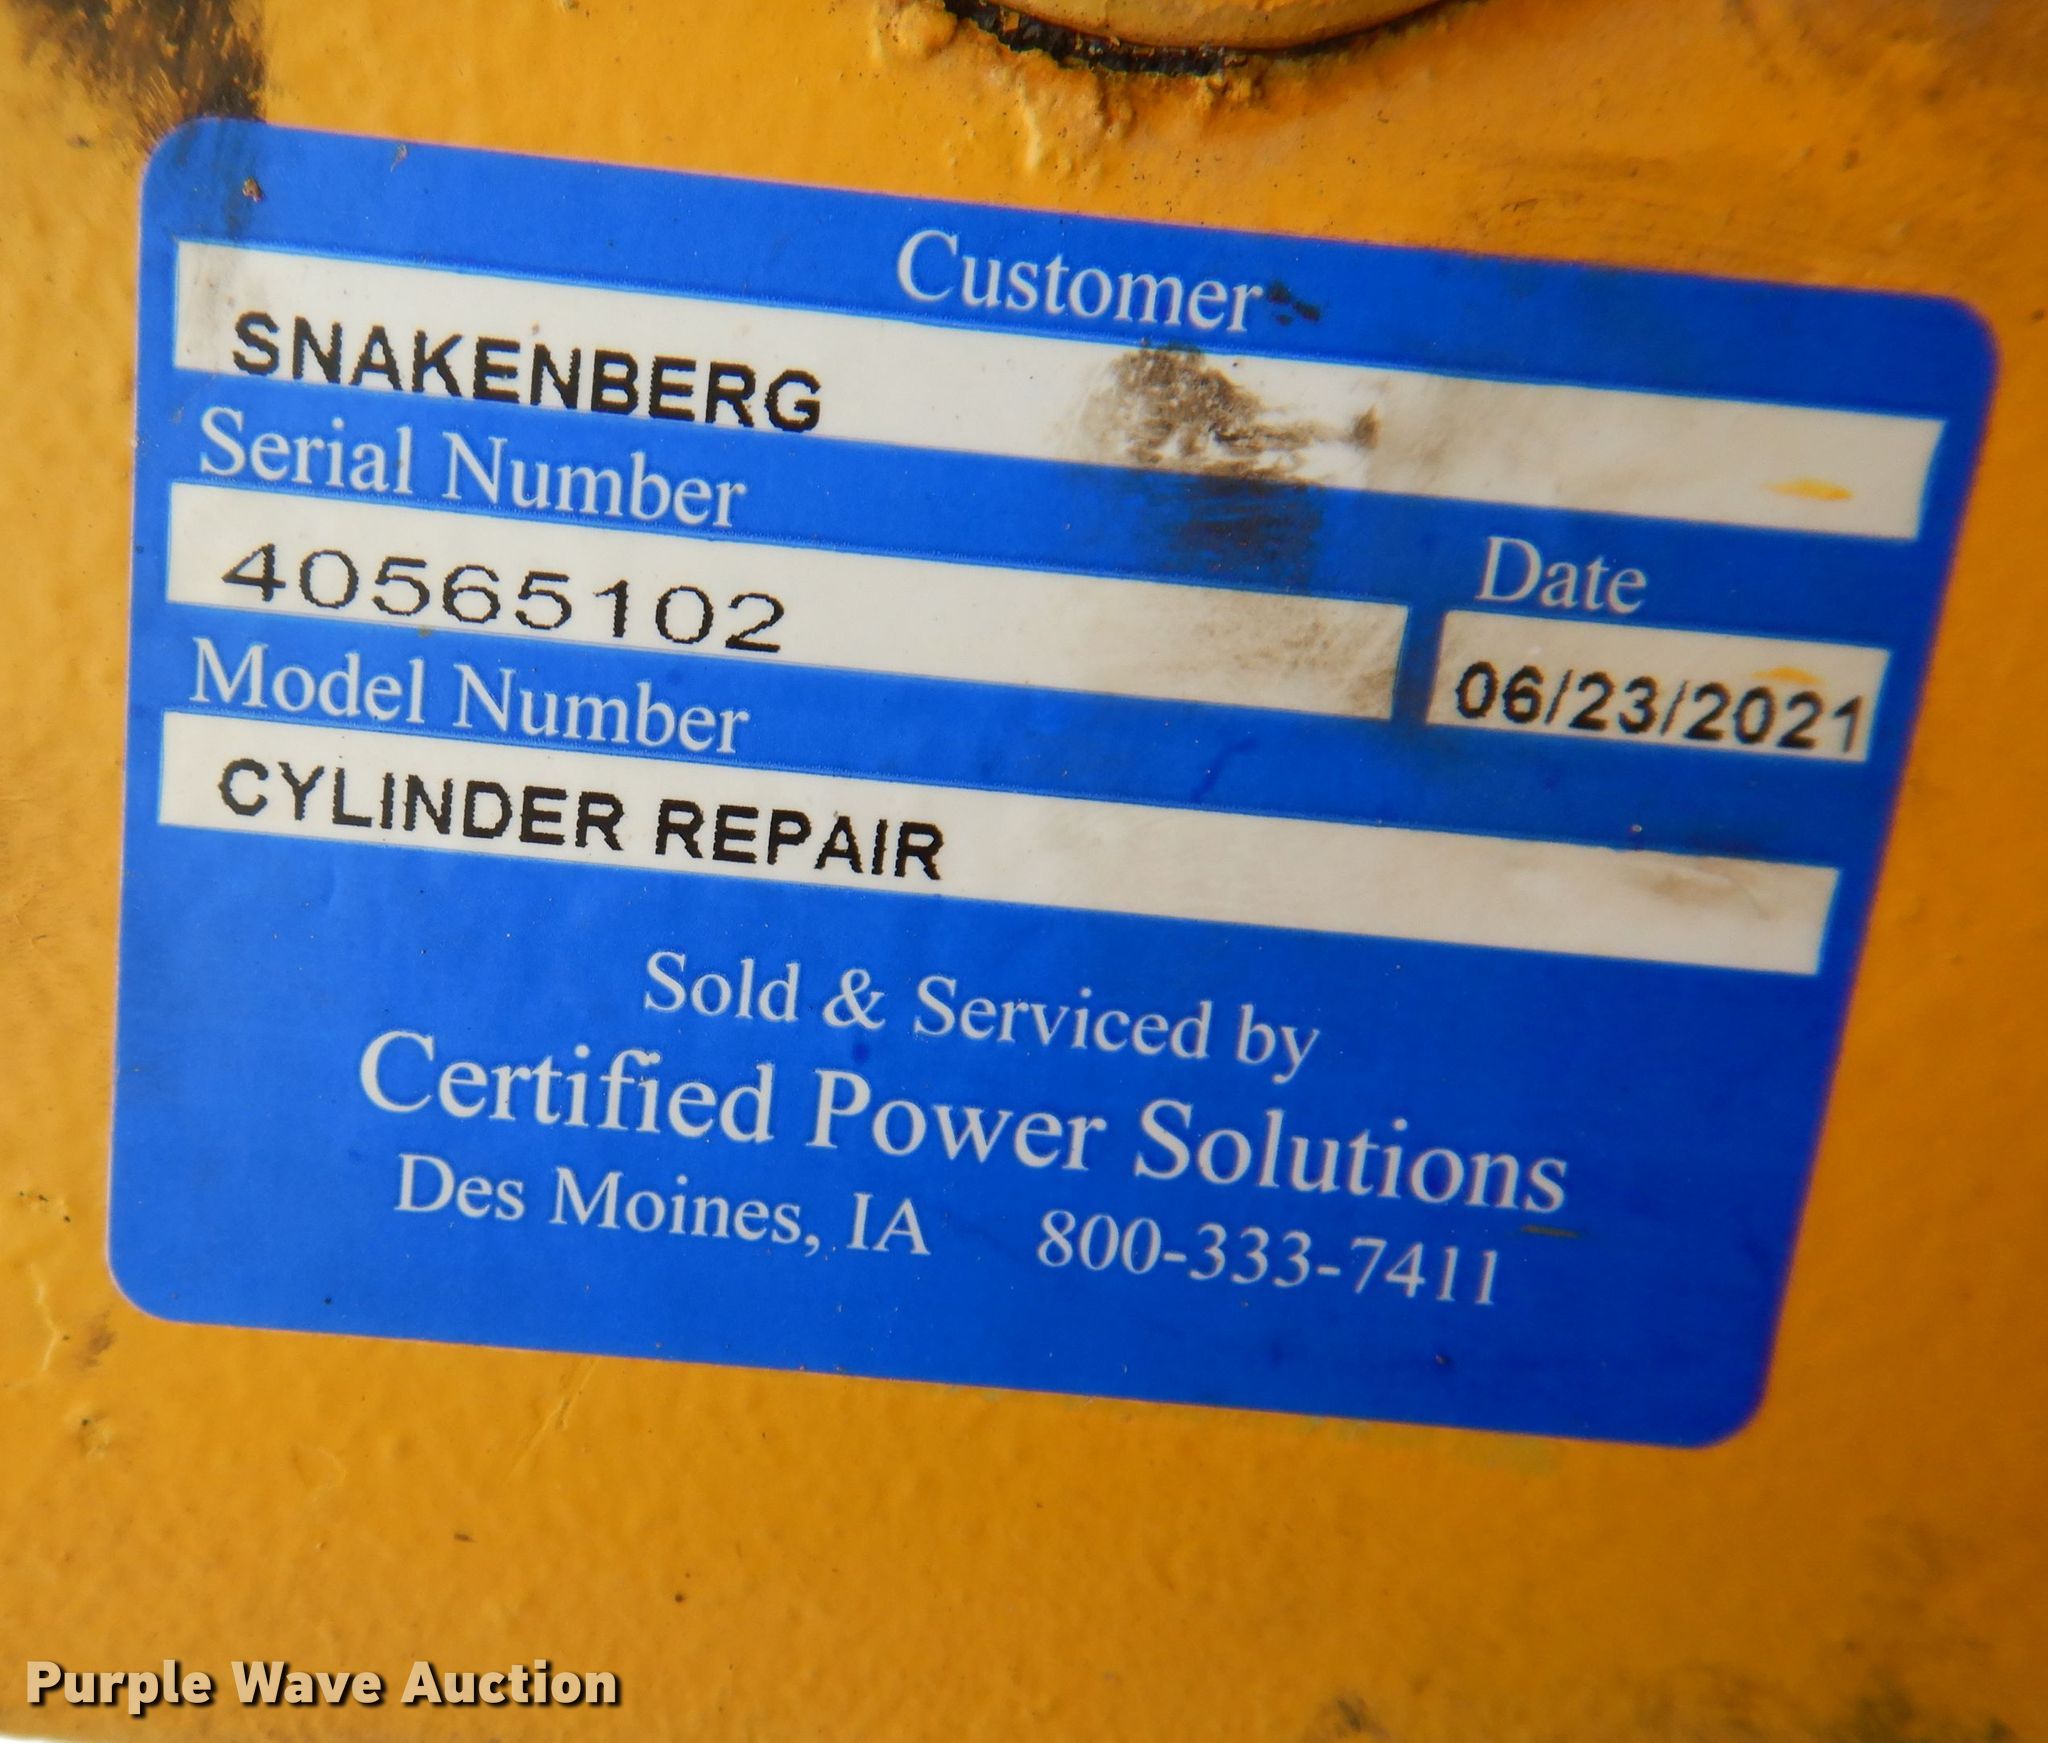 Customer
SNAKENBERG
Serial Number
40565102
Date
06/23/2021
Model Number
CYLINDER REPAIR
Sold & Serviced by
Certified Power Solutions
Des Moines, IA 800-333-7411
Purple Wave Auction